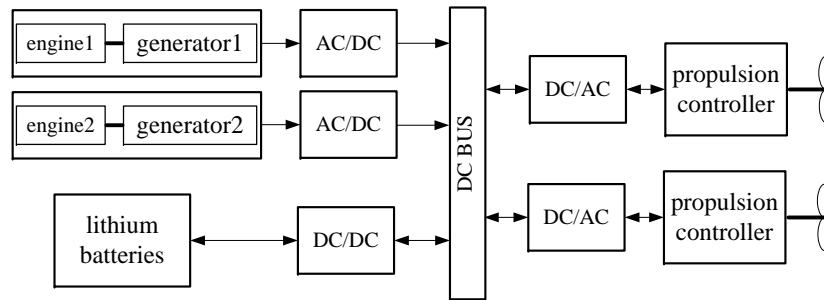 engine1
generator1
AC/DC
engine2
generator2
AC/DC
lithium
batteries
DC/DC
DC BUS
DC/AC
propulsion
controller
DC/AC
propulsion
controller